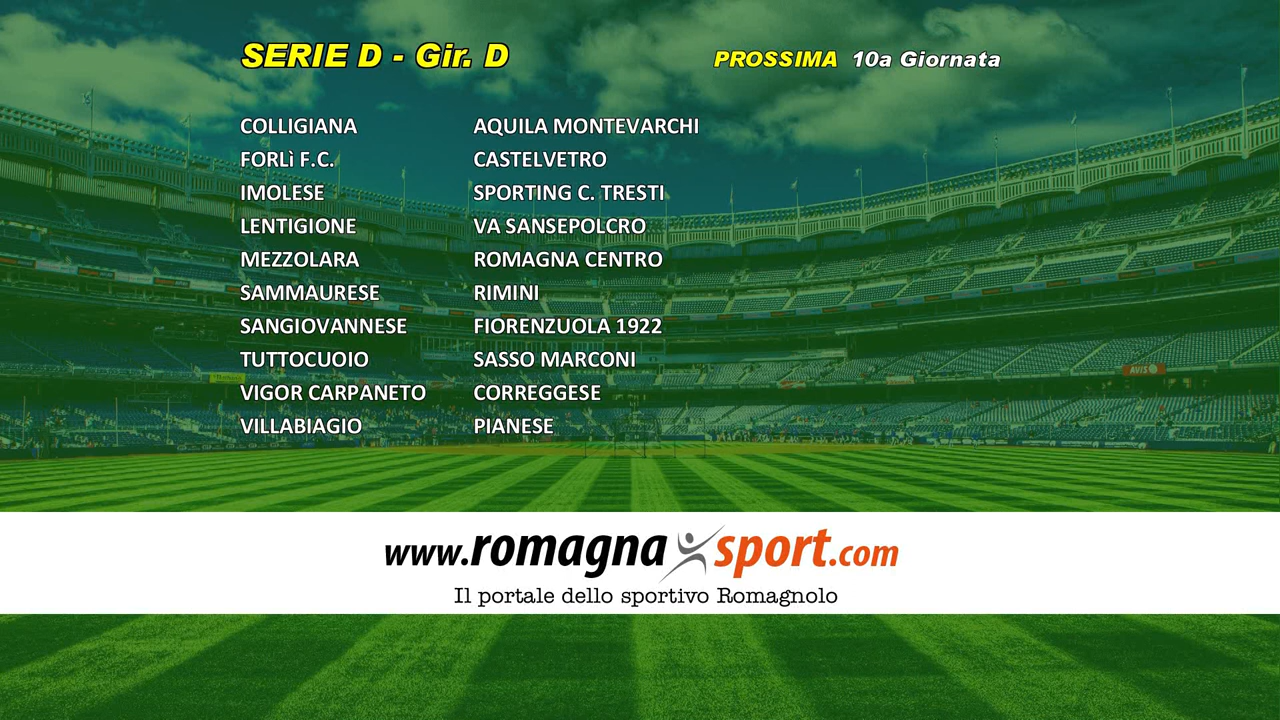 SERIE D - Gir. D PROSSIMA 10a Giornata
COLLIGIANA AQUILA MONTEVARCHI
FORLì F.C. CASTELVETRO
IMOLESE SPORTING C. TRESTI
LENTIGIONE VA SANSEPOLCRO
MEZZOLARA ROMAGNA CENTRO
SAMMAURESE RIMINI
SANGIOVANNESE FIORENZUOLA 1922
TUTTOCUOIO SASSO MARCONI
VIGOR CARPANETO CORREGGESE
VILLABIAGIO PIANESE
AVIS
www.romagnasport.com
Il portale dello sportivo Romagnolo